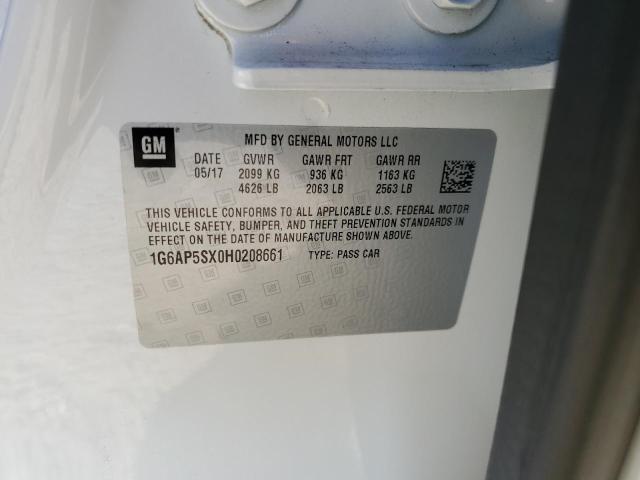 GM
MFD BY GENERAL MOTORS LLC
DATE GVWR GAWR FRT GAWR RR
05/17 2099 KG 936 KG 1163 KG
4626 LB 2063 LB 2563 LB
THIS VEHICLE CONFORMS TO ALL APPLICABLE U.S. FEDERAL MOTOR
VEHICLE SAFETY, BUMPER, AND THEFT PREVENTION STANDARDS IN
EFFECT ON THE DATE OF MANUFACTURE SHOWN ABOVE.
1G6AP5SX0H0208661 TYPE: PASS CAR